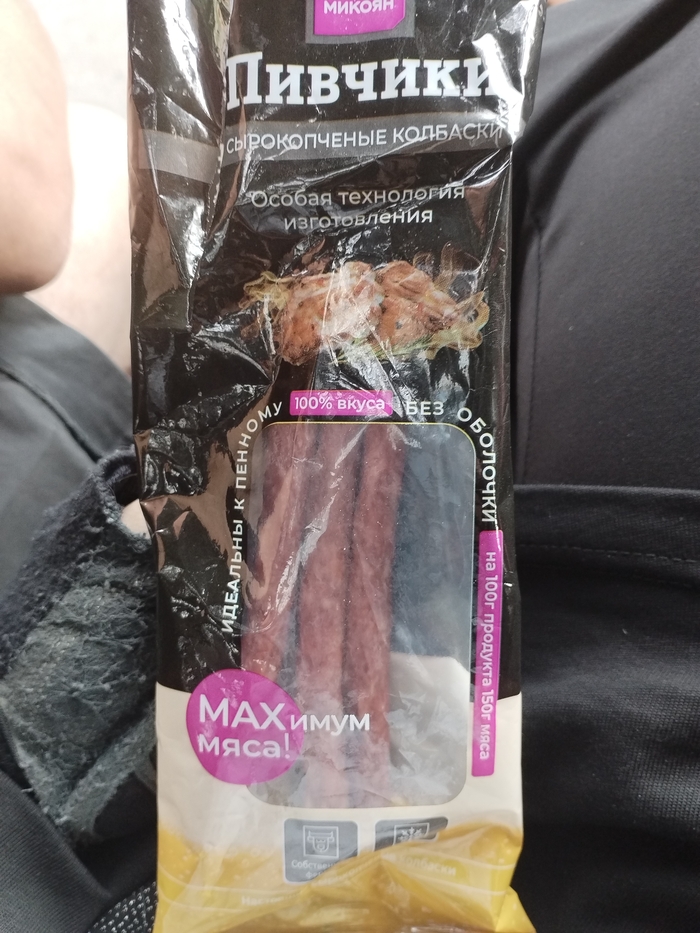 МИКОЯН
Пивчики
СЫРОКОПЧЕНЫЕ КОЛБАСКИ
Особая технология
изготовления
ИДЕАЛЬНЫ К ПЕННОМУ
100% вкуса
БЕЗ ОБОЛОЧКИ
на 100г продукта 150г мяса
MAXимум
мяса!